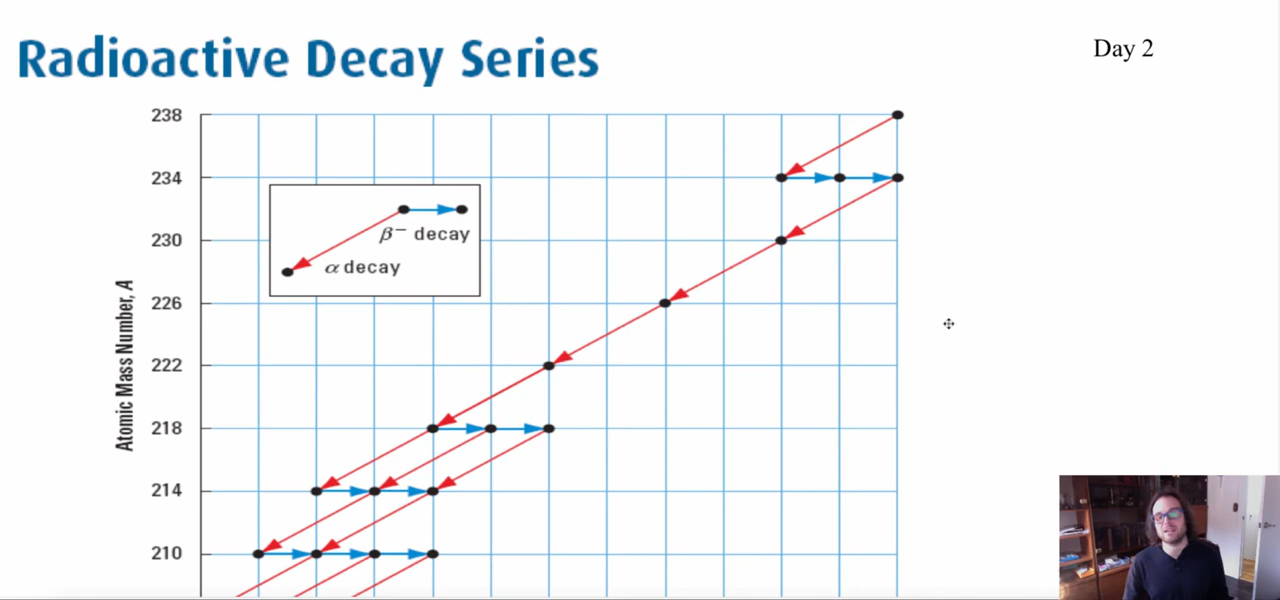 Radioactive Decay Series
Day 2
238
234
230
226
222
218
214
210
Atomic Mass Number, A
β− decay
α decay